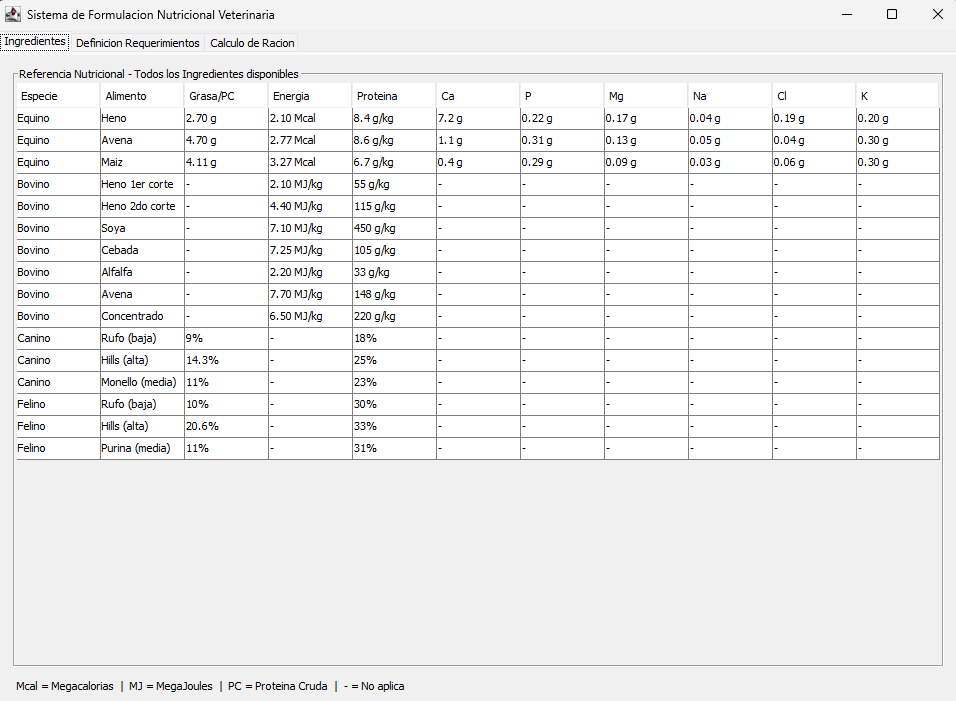 Sistema de Formulacion Nutricional Veterinaria
Ingredientes Definicion Requerimientos Calculo de Racion
Referencia Nutricional - Todos los Ingredientes disponibles
Especie Alimento Grasa/PC Energia Proteina Ca P Mg Na Cl K
Equino Heno 2.70 g 2.10 Mcal 8.4 g/kg 7.2 g 0.22 g 0.17 g 0.04 g 0.19 g 0.20 g
Equino Avena 4.70 g 2.77 Mcal 8.6 g/kg 1.1 g 0.31 g 0.13 g 0.05 g 0.04 g 0.30 g
Equino Maiz 4.11 g 3.27 Mcal 6.7 g/kg 0.4 g 0.29 g 0.09 g 0.03 g 0.06 g 0.30 g
Bovino Heno 1er corte - 2.10 MJ/kg 55 g/kg - - - - - -
Bovino Heno 2do corte - 4.40 MJ/kg 115 g/kg - - - - - -
Bovino Soya - 7.10 MJ/kg 450 g/kg - - - - - -
Bovino Cebada - 7.25 MJ/kg 105 g/kg - - - - - -
Bovino Alfalfa - 2.20 MJ/kg 33 g/kg - - - - - -
Bovino Avena - 7.70 MJ/kg 148 g/kg - - - - - -
Bovino Concentrado - 6.50 MJ/kg 220 g/kg - - - - - -
Canino Rufo (baja) 9% - 18% - - - - - -
Canino Hills (alta) 14.3% - 25% - - - - - -
Canino Monello (media) 11% - 23% - - - - - -
Felino Rufo (baja) 10% - 30% - - - - - -
Felino Hills (alta) 20.6% - 33% - - - - - -
Felino Purina (media) 11% - 31% - - - - - -
Mcal = Megacalorias | MJ = MegaJoules | PC = Proteina Cruda | - = No aplica